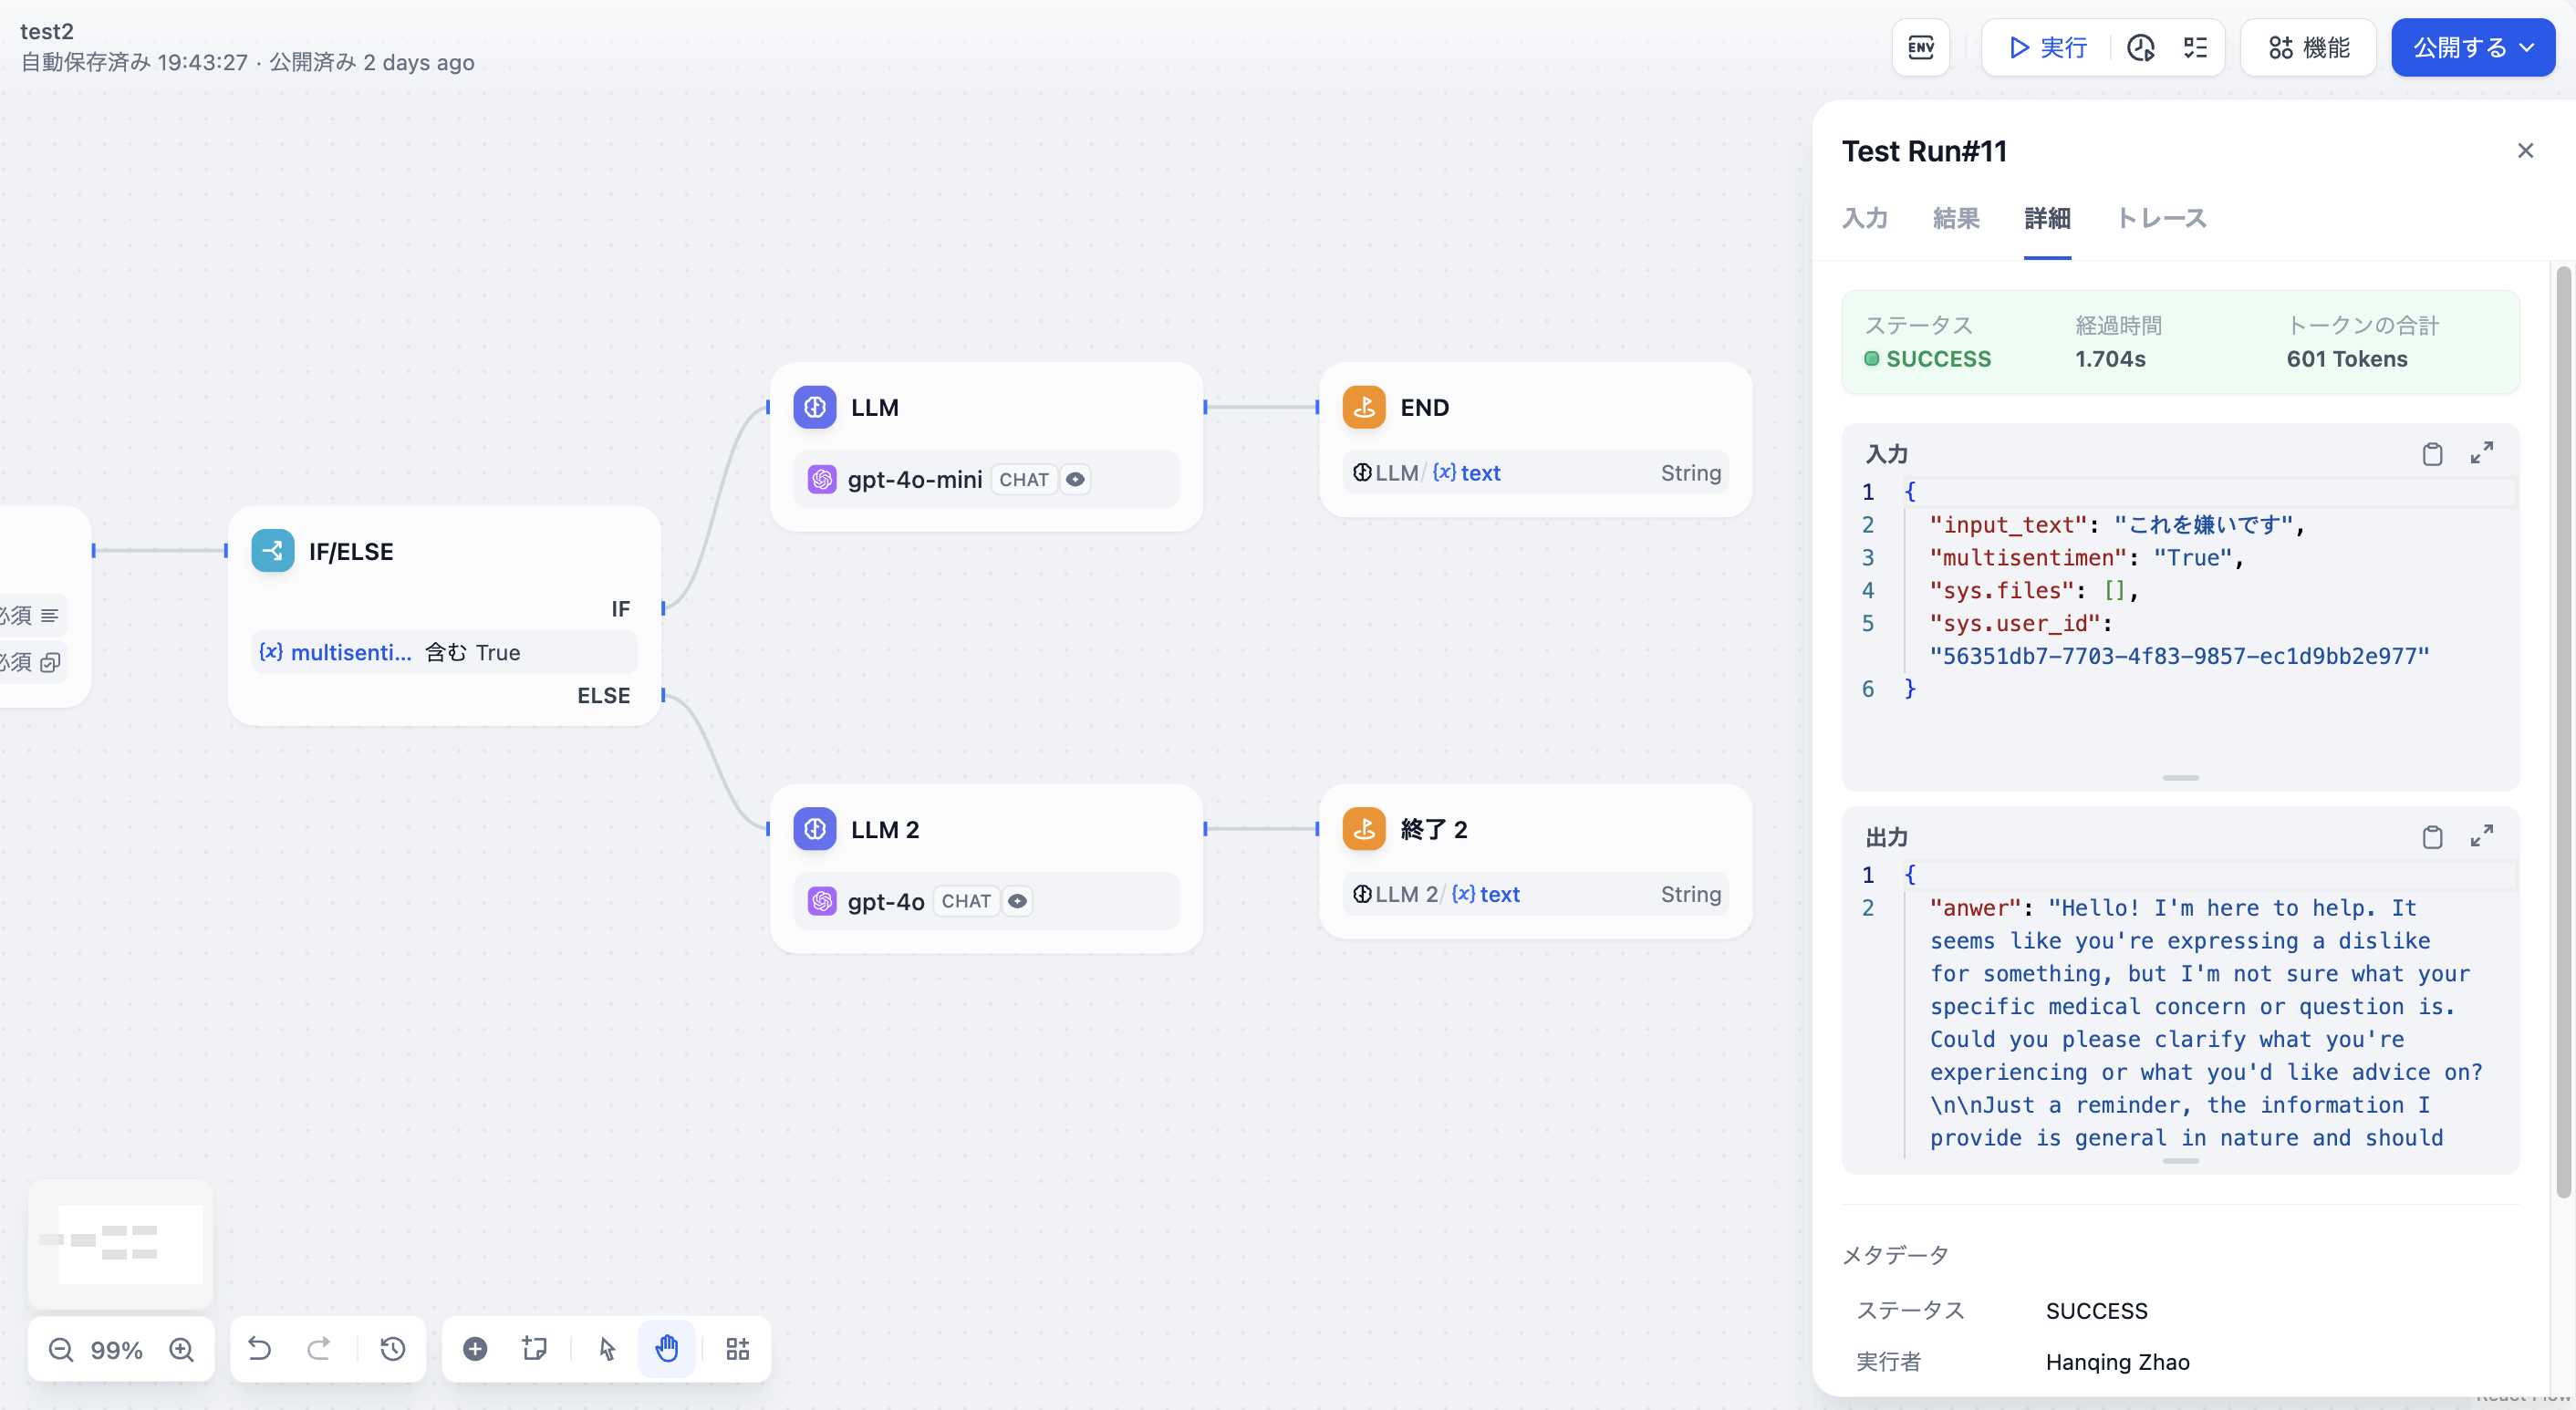 test2
自動保存済み 19:43:27 · 公開済み 2 days ago
ENV
実行
機能
公開する
必須
必須
IF/ELSE
IF
{x} multisenti... 含む True
ELSE
LLM
gpt-4o-mini CHAT
END
LLM/ {x} text String
LLM 2
gpt-4o CHAT
終了 2
LLM 2/ {x} text String
99%
Test Run#11
入力 結果 詳細 トレース
ステータス 経過時間 トークンの合計
SUCCESS 1.704s 601 Tokens
入力
1 {
2 "input_text": "これを嫌いです",
3 "multisentimen": "True",
4 "sys.files": [],
5 "sys.user_id":
"56351db7-7703-4f83-9857-ec1d9bb2e977"
6 }
出力
1 {
2 "anwer": "Hello! I'm here to help. It
seems like you're expressing a dislike
for something, but I'm not sure what your
specific medical concern or question is.
Could you please clarify what you're
experiencing or what you'd like advice on?
\n\nJust a reminder, the information I
provide is general in nature and should
メタデータ
ステータス SUCCESS
実行者 Hanqing Zhao